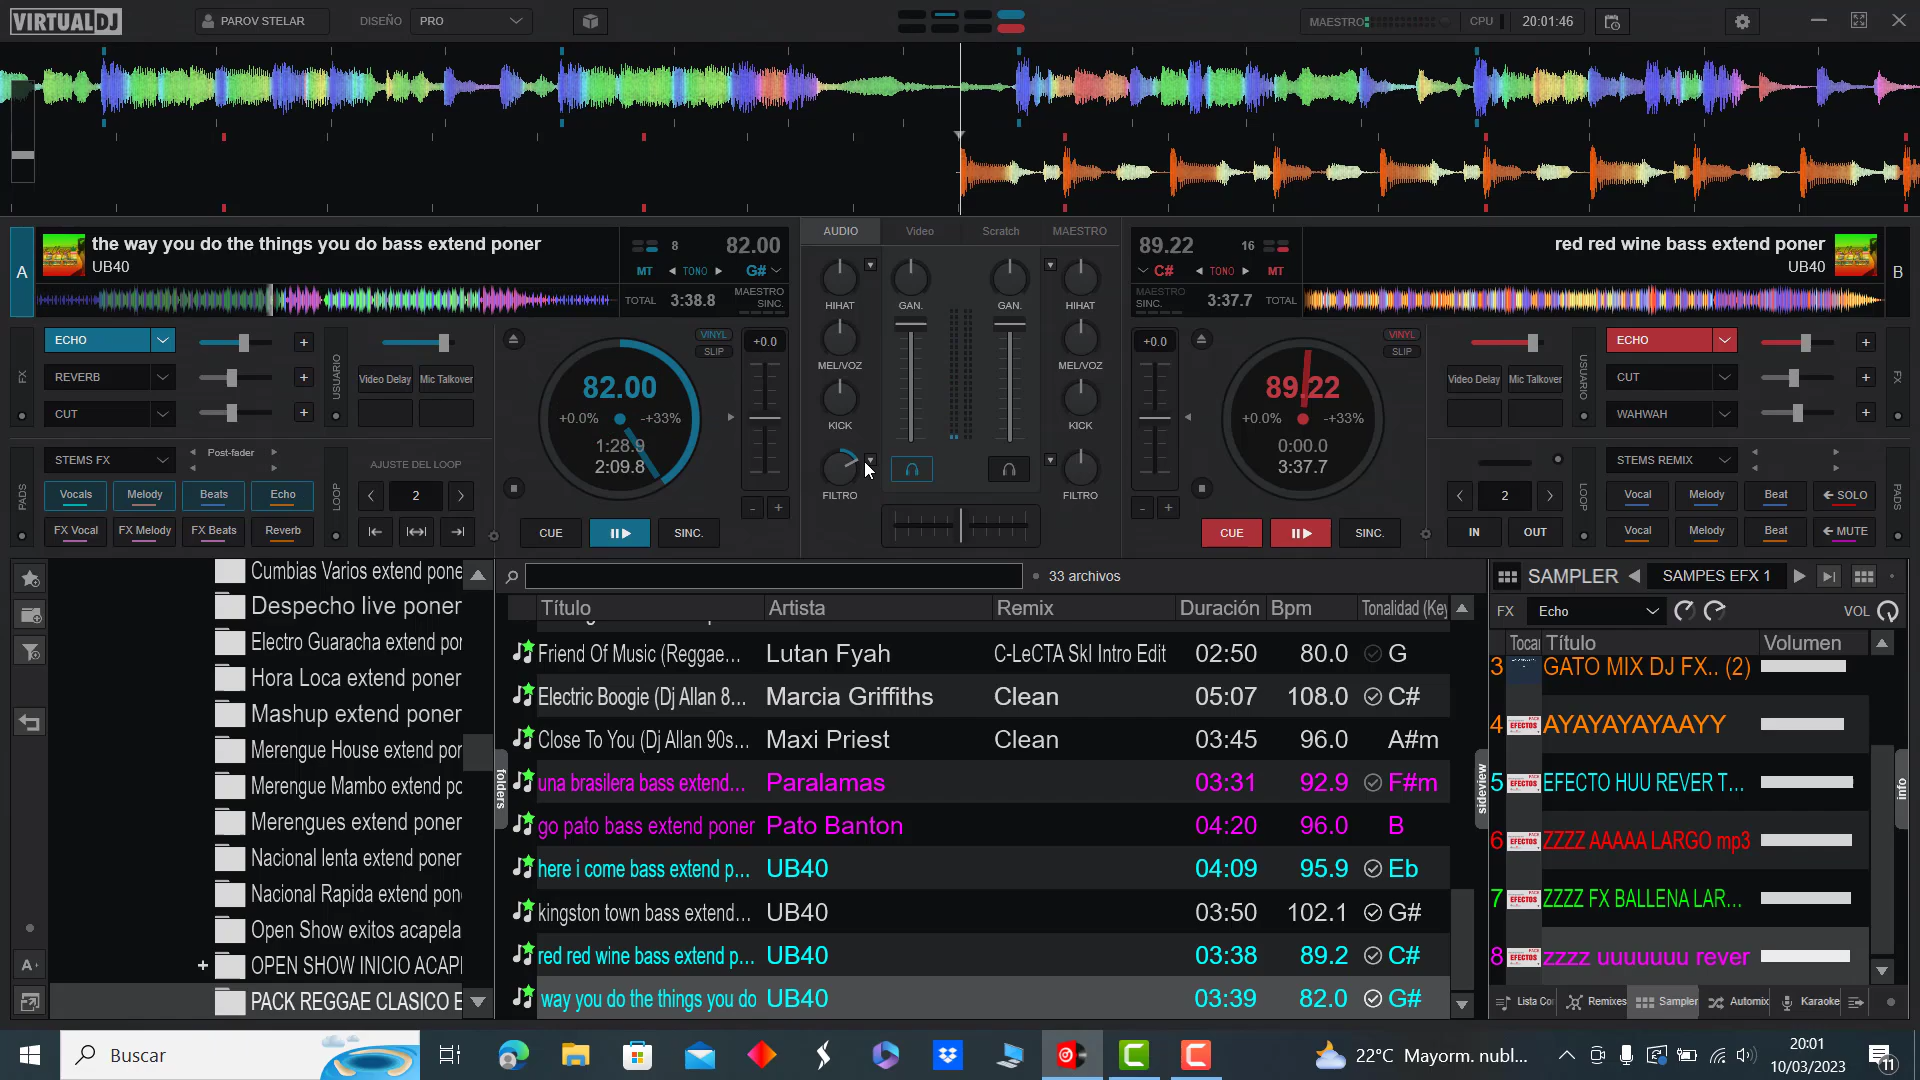 VIRTUALDJ
PAROV STELAR
DISEÑO
PRO
MAESTRO
CPU
20:01:46
A
the way you do the things you do bass extend poner
UB40
8
82.00
MT
TONO
G#
TOTAL
3:38.8
MAESTRO
SINC.
AUDIO
Video
Scratch
MAESTRO
89.22
16
C#
TONO
MT
MAESTRO
SINC.
3:37.7
TOTAL
red red wine bass extend poner
UB40
B
HIHAT
GAN.
GAN.
HIHAT
MEL/VOZ
MEL/VOZ
KICK
KICK
FILTRO
FILTRO
FX
ECHO
REVERB
CUT
USUARIO
Video Delay
Mic Talkover
VINYL
SLIP
+0.0
82.00
+0.0%
-+33%
1:28.9
2:09.8
CUE
SINC.
PADS
STEMS FX
Post-fader
Vocals
Melody
Beats
Echo
FX Vocal
FX Melody
FX Beats
Reverb
LOOP
AJUSTE DEL LOOP
2
- +
+0.0
VINYL
SLIP
89.22
+0.0%
-+33%
0:00.0
3:37.7
- +
CUE
SINC.
Video Delay
Mic Talkover
USUARIO
ECHO
CUT
WAHWAH
FX
2
IN
OUT
LOOP
STEMS REMIX
Vocal
Melody
Beat
SOLO
Vocal
Melody
Beat
MUTE
PADS
Cumbias Varios extend pone
Despecho live poner
Electro Guaracha extend por
Hora Loca extend poner
Mashup extend poner
Merengue House extend por
Merengue Mambo extend po
Merengues extend poner
Nacional lenta extend poner
Nacional Rapida extend pon
Open Show exitos acapela
OPEN SHOW INICIO ACAPI
PACK REGGAE CLASICO E
folders
33 archivos
Título
Artista
Remix
Duración
Bpm
Tonalidad (Key
Friend Of Music (Reggae...
Lutan Fyah
C-LeCTA Skl Intro Edit
02:50
80.0
G
Electric Boogie (Dj Allan 8...
Marcia Griffiths
Clean
05:07
108.0
C#
Close To You (Dj Allan 90s...
Maxi Priest
Clean
03:45
96.0
A#m
una brasilera bass extend...
Paralamas
03:31
92.9
F#m
go pato bass extend poner
Pato Banton
04:20
96.0
B
here i come bass extend p...
UB40
04:09
95.9
Eb
kingston town bass extend...
UB40
03:50
102.1
G#
red red wine bass extend p...
UB40
03:38
89.2
C#
way you do the things you do
UB40
03:39
82.0
G#
sideview
SAMPLER
SAMPES EFX 1
FX
Echo
VOL
Tocar
Título
Volumen
3
GATO MIX DJ FX.. (2)
4
EFECTOS
AYAYAYAYAAYY
5
EFECTOS
EFECTO HUU REVER T...
6
EFECTOS
ZZZZ AAAAA LARGO mp3
7
EFECTOS
ZZZZ FX BALLENA LAR...
8
EFECTOS
zzzz uuuuuuu rever
info
Lista Cor
Remixes
Sampler
Automix
Karaoke
Buscar
22°C Mayorm. nubl...
20:01
10/03/2023
11